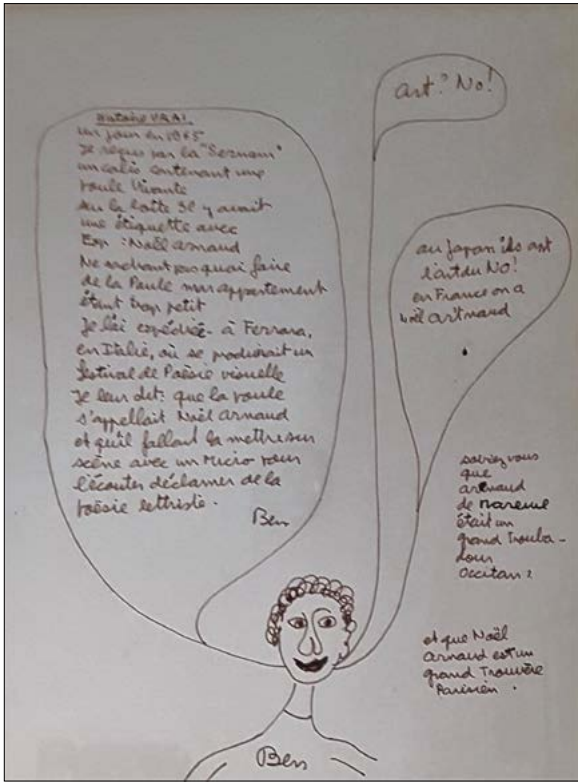 histoire VRAI.
un jour en 1965
Je reçus par la "Sernam"
un colis contenant une
poule Vivante
sur la boîte Il y avait
une étiquette avec
Exp : Noël arnaud
Ne sachant pas quoi faire
de la Poule mon appartement
étant trop petit
Je l'ai expédiée à Ferrara,
en Italie, où se produisait un
festival de Poésie visuelle
Je leur dit: que la poule
s'appellait Noël Arnaud
et qu'il fallait la mettre sur
scène avec un Micro pour
l'écouter déclamer de la
poésie lettriste.
Ben
art? No!
au Japon ils ont
l'art du No!
en France on a
Noël art'naud
saviez vous
que
arnaud
de mareuil
était un
grand Trouba-
dour
Occitan?
et que Noël
arnaud est un
grand Trouvère
Parisien.
Ben